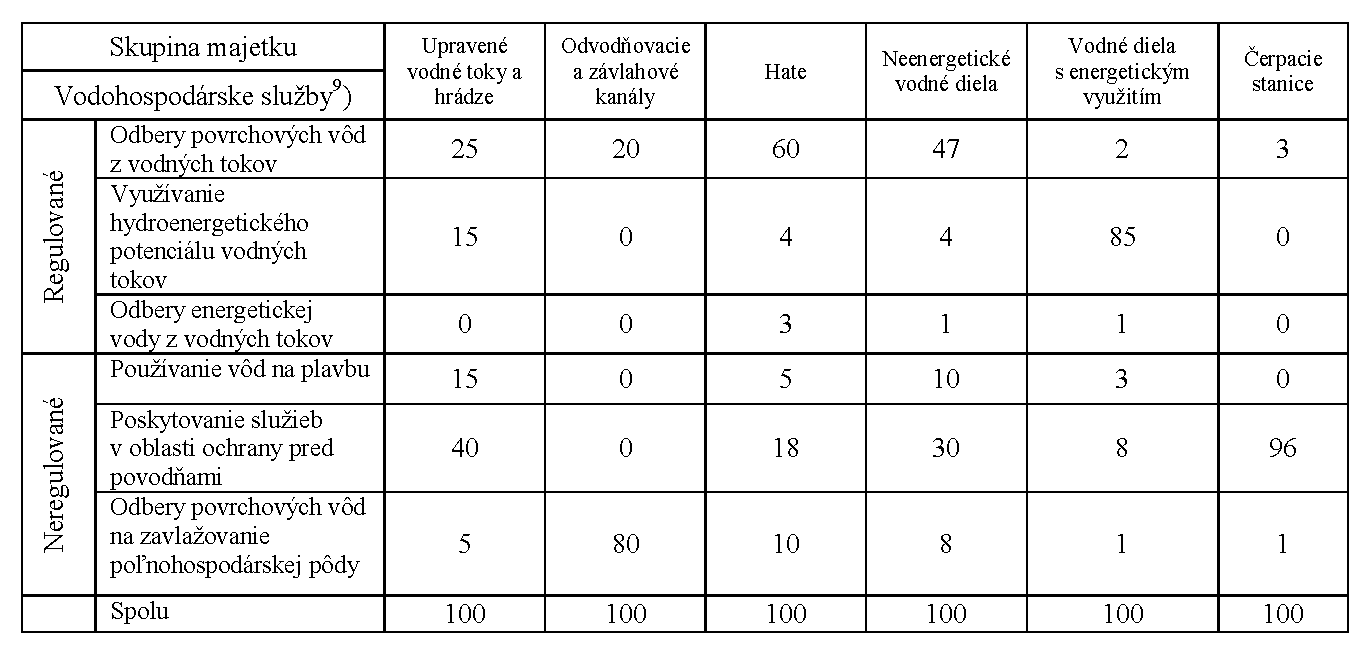 Skupina majetku
Vodohospodárske služby9)
Upravené
vodné toky a
hrádze
Odvodňovacie
a závlahové
kanály
Hate
Neenergetické
vodné diela
Vodné diela
s energetickým
využitím
Čerpacie
stanice
Regulované
Odbery povrchových vôd
z vodných tokov
25 20 60 47 2 3
Využívanie
hydroenergetického
potenciálu vodných
tokov
15 0 4 4 85 0
Odbery energetickej
vody z vodných tokov
0 0 3 1 1 0
Neregulované
Používanie vôd na plavbu
15 0 5 10 3 0
Poskytovanie služieb
v oblasti ochrany pred
povodňami
40 0 18 30 8 96
Odbery povrchových vôd
na zavlažovanie
poľnohospodárskej pôdy
5 80 10 8 1 1
Spolu
100 100 100 100 100 100